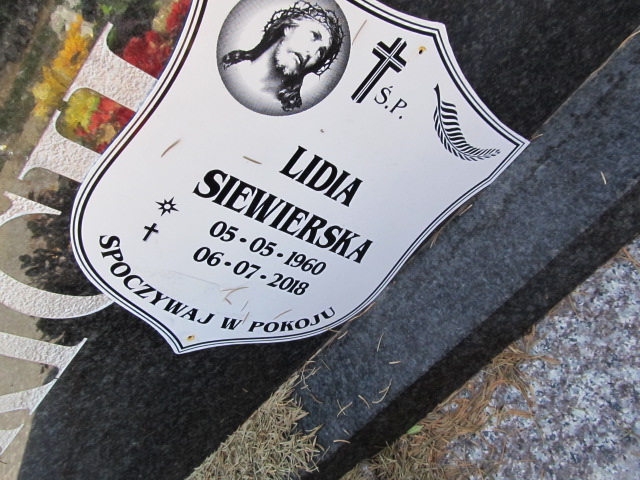 Ś.P.
LIDIA
SIEWIERSKA
05-05-1960
06-07-2018
SPOCZYWAJ W POKOJU